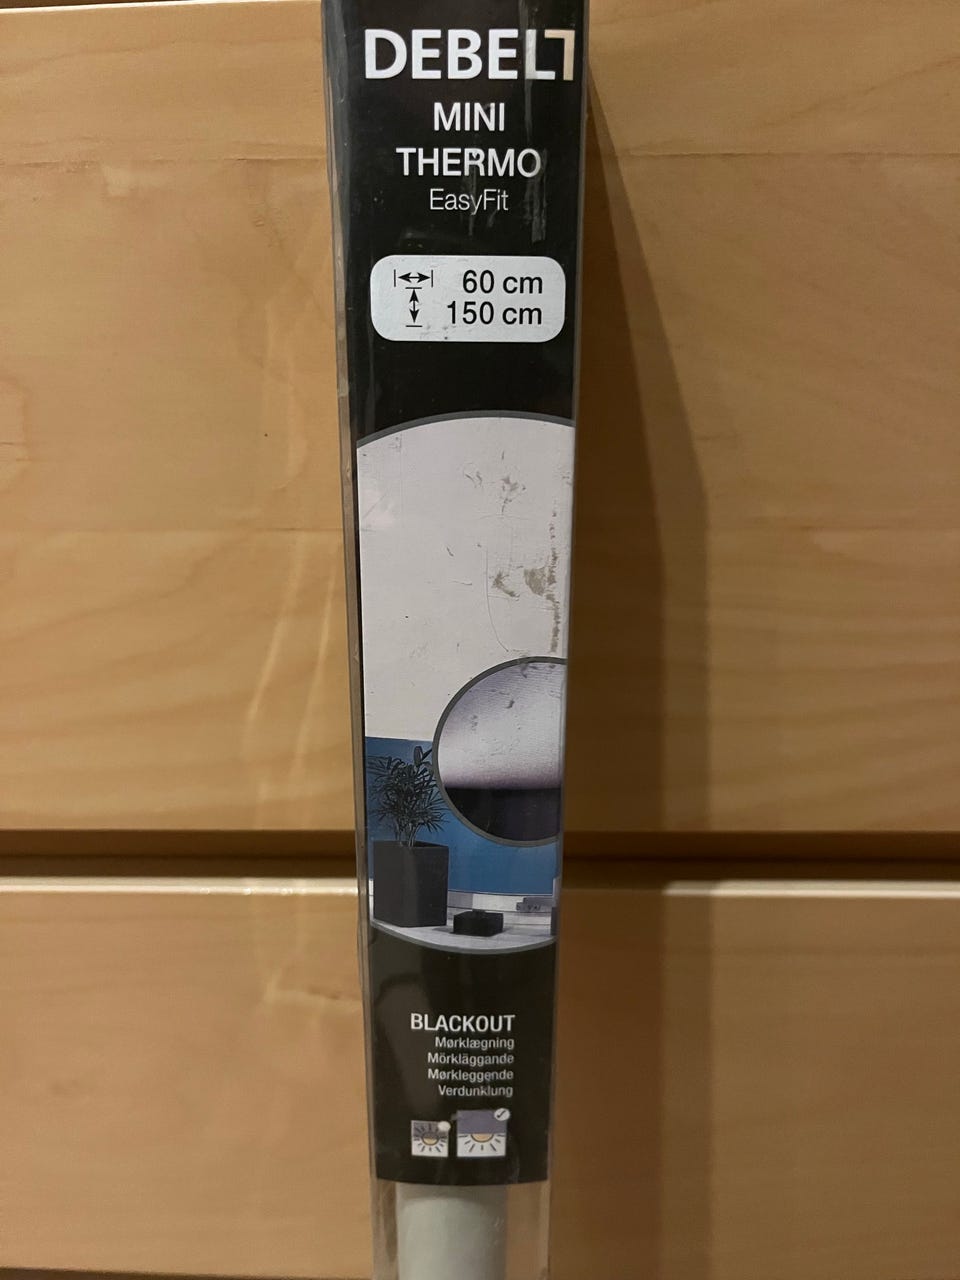 DEBEL
MINI
THERMO
EasyFit
60 cm
150 cm
BLACKOUT
Mørklægning
Mörkläggande
Mørkleggende
Verdunklung